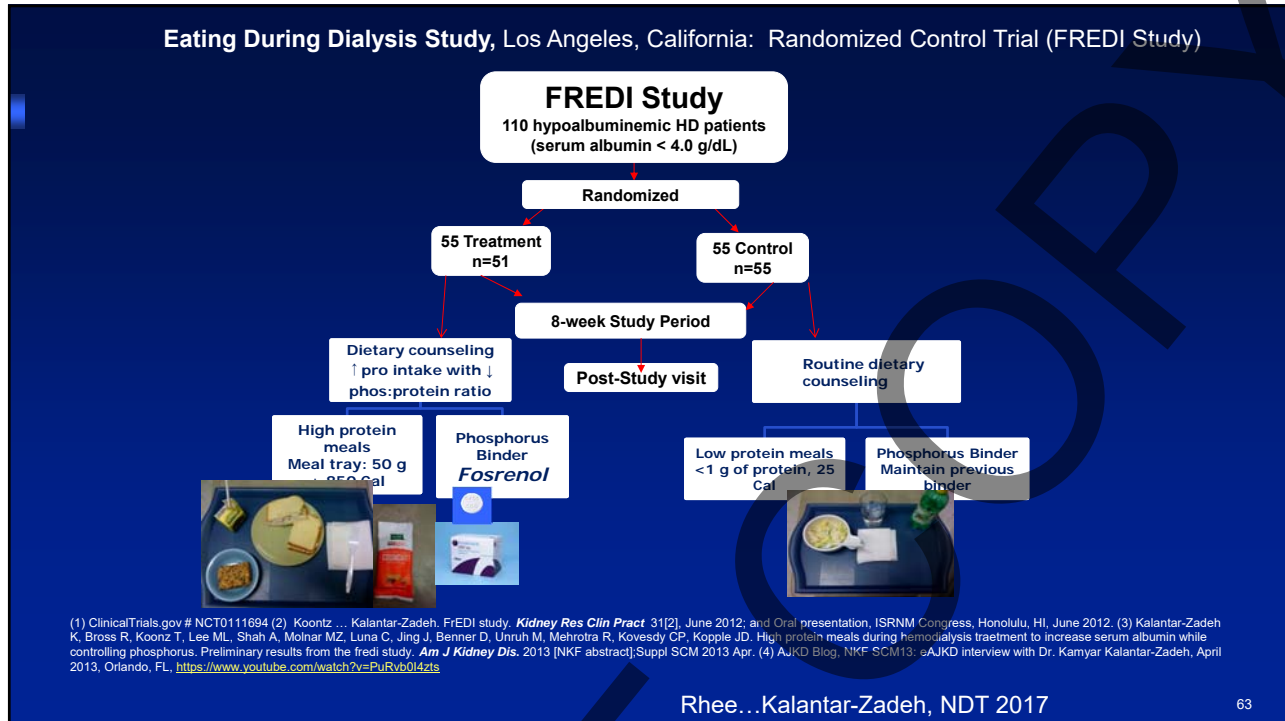 Eating During Dialysis Study, Los Angeles, California: Randomized Control Trial (FREDI Study)
FREDI Study
110 hypoalbuminemic HD patients
(serum albumin < 4.0 g/dL)
Randomized
55 Treatment
n=51
55 Control
n=55
8-week Study Period
Dietary counseling
↑ pro intake with ↓
phos:protein ratio
Post-Study visit
Routine dietary
counseling
High protein
meals
Meal tray: 50 g
Cal
Phosphorus
Binder
Fosrenol
Low protein meals
<1 g of protein, 25
Cal
Phosphorus Binder
Maintain previous
binder
(1) ClinicalTrials.gov # NCT0111694 (2) Koontz … Kalantar-Zadeh. FrED study. Kidney Res Clin Pract 31[2], June 2012; and Oral presentation, ISRNM Congress, Honolulu, HI, June 2012. (3) Kalantar-Zadeh
K, Bross R, Koonz T, Lee ML, Shah A, Molnar MZ, Luna C, Jing J, Benner D, Unruh M, Mehrotra R, Kovesdy CP, Kopple JD. High protein meals during hemodialysis traetment to increase serum albumin while
controlling phosphorus. Preliminary results from the fredi study. Am J Kidney Dis. 2013 [NKF abstract];Suppl SCM 2013 Apr. (4) AJKD Blog, NKF SCM13: eAJKD interview with Dr. Kamyar Kalantar-Zadeh, April
2013, Orlando, FL, https://www.youtube.com/watch?v=PuRvb0I4zts
Rhee…Kalantar-Zadeh, NDT 2017
63
COPY